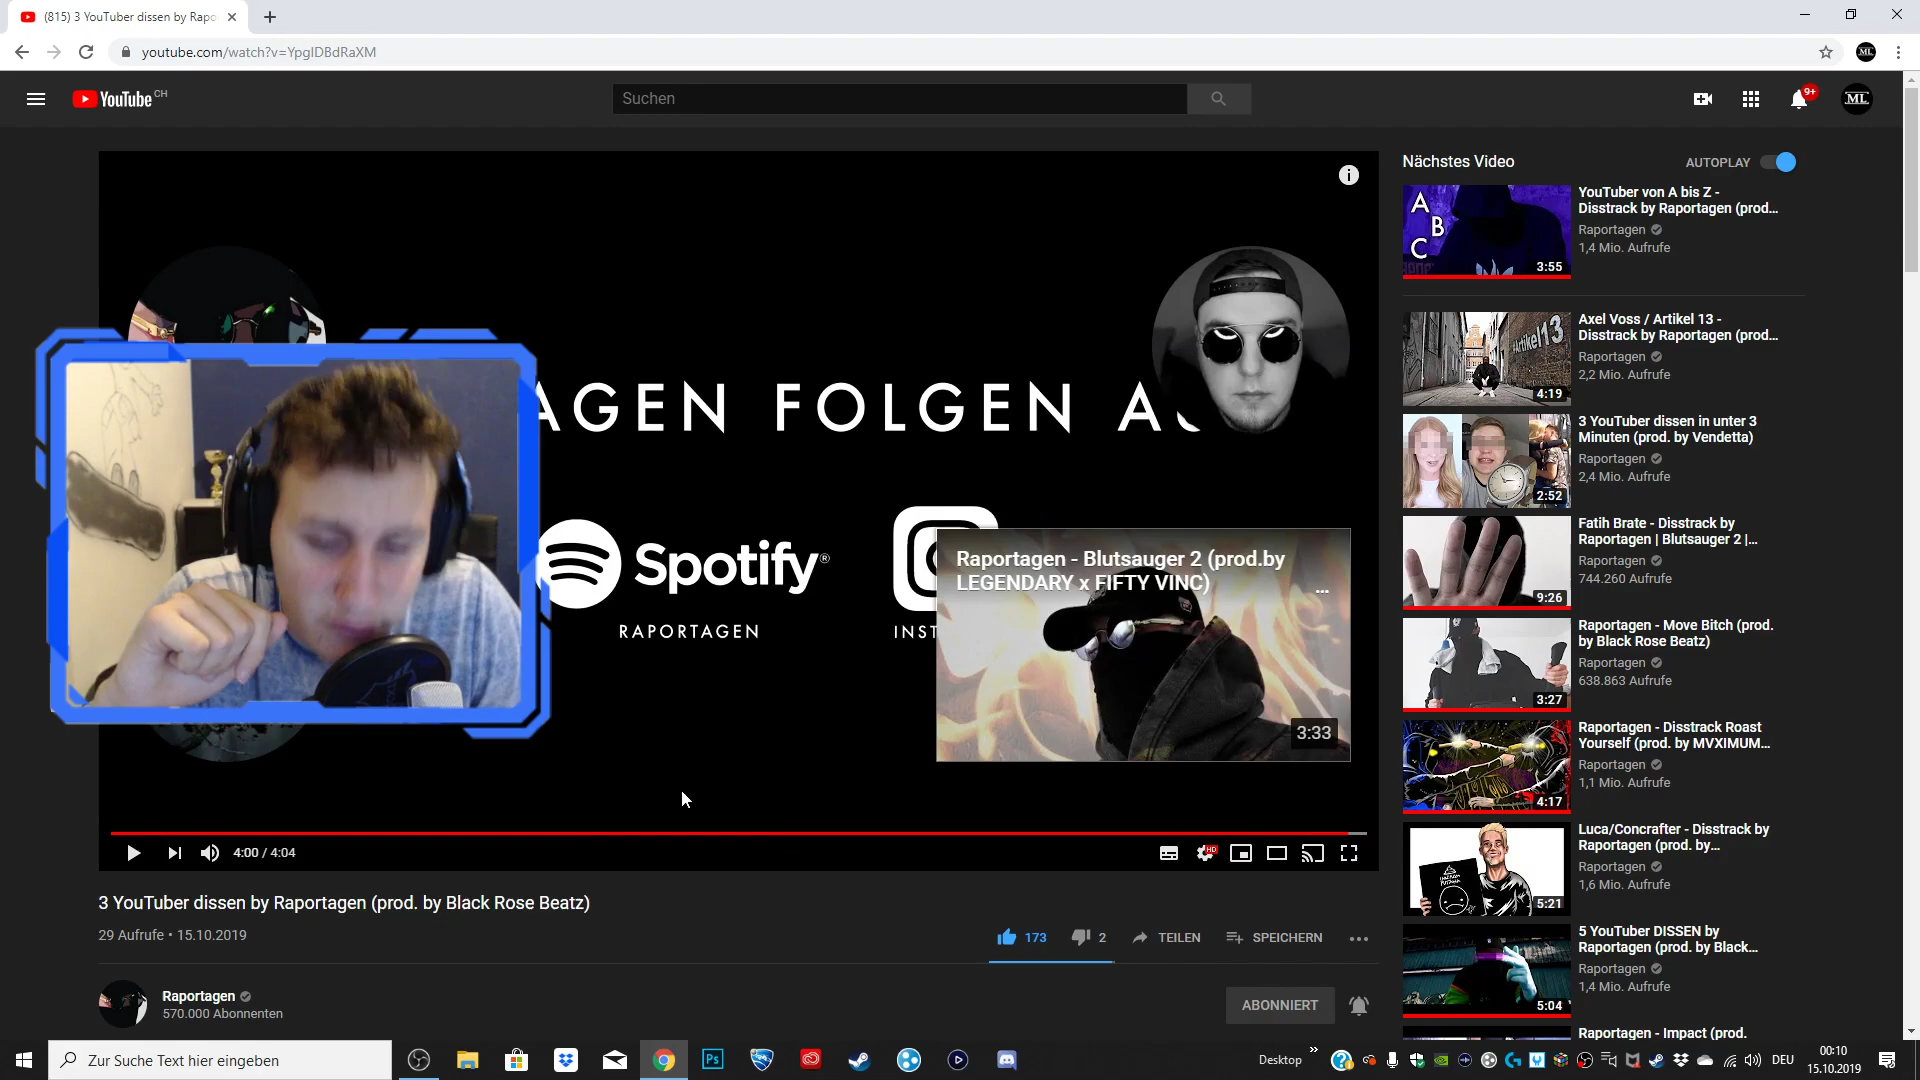 (815) 3 YouTuber dissen by Rapo
youtube.com/watch?v=YpgIDBdRaXM
ML
YouTube CH
Suchen
9+
ML
Nächstes Video
AUTOPLAY
AGEN FOLGEN A
Spotify®
RAPORTAGEN
INST
Raportagen - Blutsauger 2 (prod.by
LEGENDARY x FIFTY VINC)
3:33
4:00 / 4:04
HD
3 YouTuber dissen by Raportagen (prod. by Black Rose Beatz)
29 Aufrufe • 15.10.2019
173
2
TEILEN
SPEICHERN
Raportagen
570.000 Abonnenten
ABONNIERT
A
B
C
3:55
YouTuber von A bis Z -
Disstrack by Raportagen (prod...
Raportagen
1,4 Mio. Aufrufe
#Artikel13
4:19
Axel Voss / Artikel 13 -
Disstrack by Raportagen (prod...
Raportagen
2,2 Mio. Aufrufe
2:52
3 YouTuber dissen in unter 3
Minuten (prod. by Vendetta)
Raportagen
2,4 Mio. Aufrufe
9:26
Fatih Brate - Disstrack by
Raportagen | Blutsauger 2 |...
Raportagen
744.260 Aufrufe
3:27
Raportagen - Move Bitch (prod.
by Black Rose Beatz)
Raportagen
638.863 Aufrufe
4:17
Raportagen - Disstrack Roast
Yourself (prod. by MVXIMUM...
Raportagen
1,1 Mio. Aufrufe
5:21
Luca/Concrafter - Disstrack by
Raportagen (prod. by...
Raportagen
1,6 Mio. Aufrufe
5:04
5 YouTuber DISSEN by
Raportagen (prod. by Black...
Raportagen
1,4 Mio. Aufrufe
Raportagen - Impact (prod.
Zur Suche Text hier eingeben
Ps
Desktop
DEU
00:10
15.10.2019